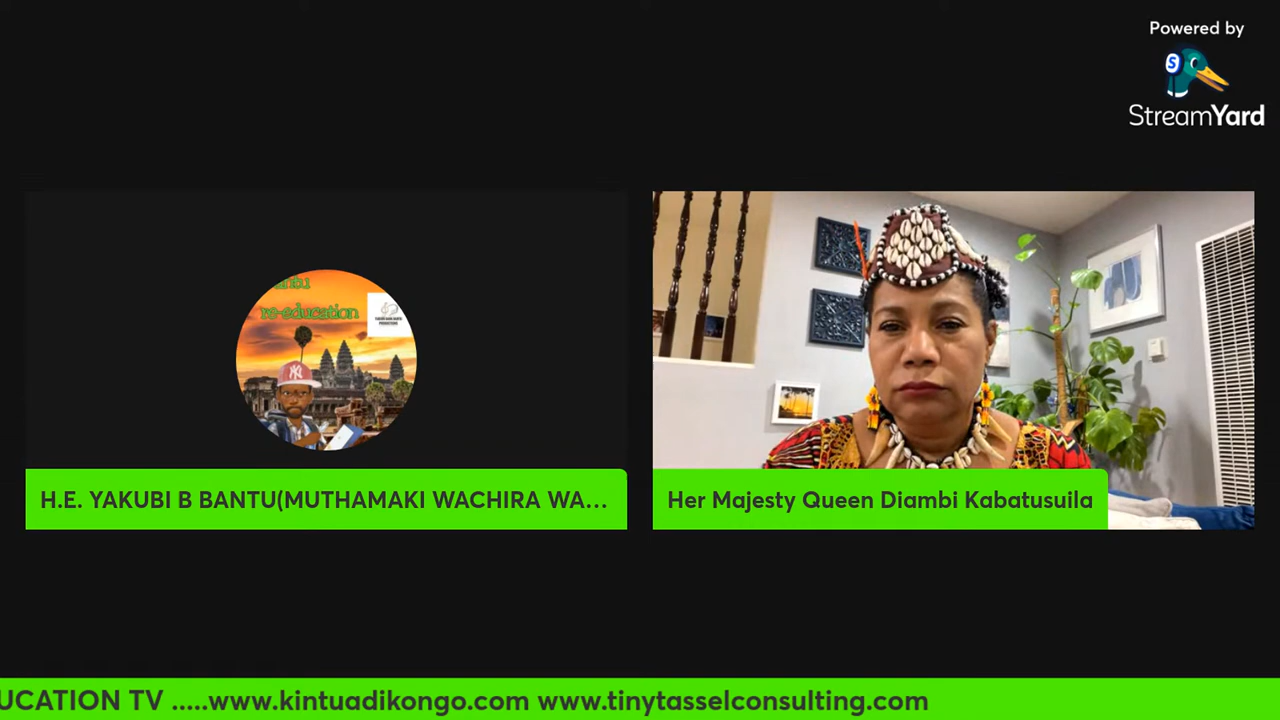 Powered by
S
StreamYard
re-education
H.E. YAKUBI B BANTU(MUTHAMAKI WACHIRA WA...
Her Majesty Queen Diambi Kabatusuila
UCATION TV .....www.kintuadikongo.com www.tinytasselconsulting.com